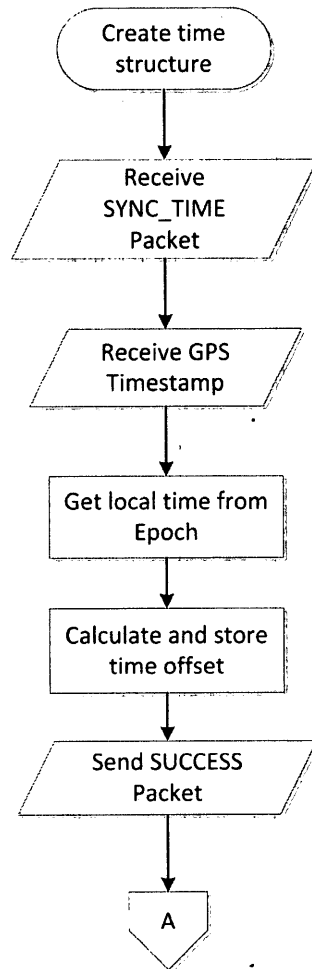 Create time
structure
Receive
SYNC_TIME
Packet
Receive GPS
Timestamp
Get local time from
Epoch
Calculate and store
time offset
Send SUCCESS
Packet
A